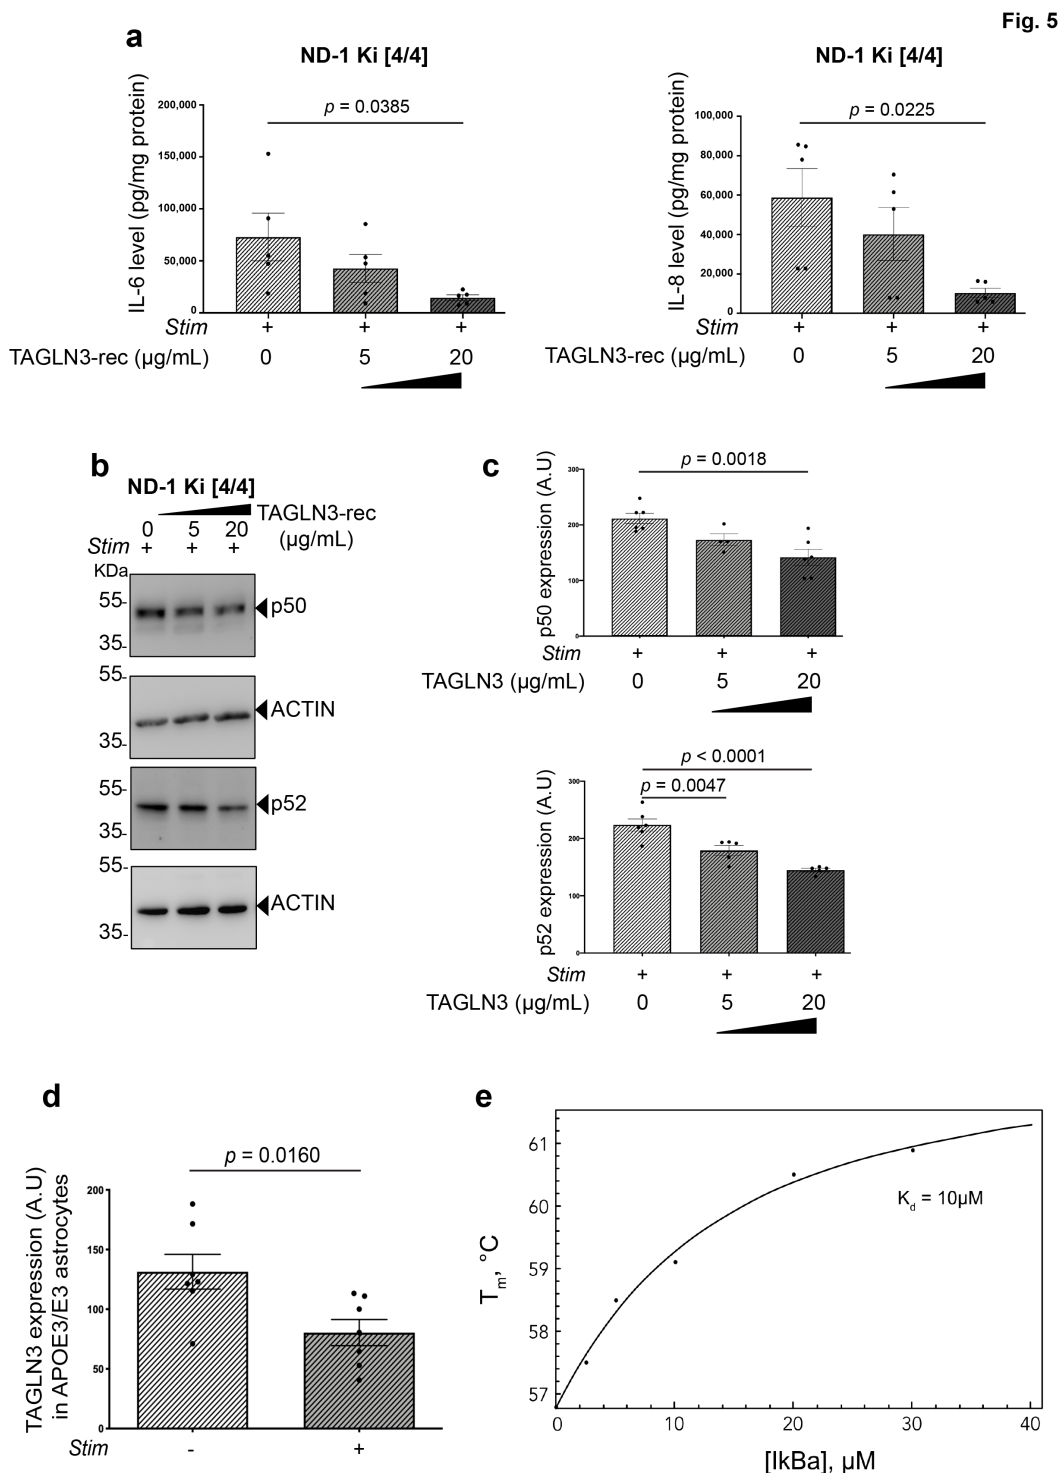 Fig. 5
a
ND-1 Ki [4/4]
IL-6 level (pg/mg protein)
200,000
150,000
100,000
50,000
0
p = 0.0385
Stim + + +
TAGLN3-rec (µg/mL) 0 5 20
ND-1 Ki [4/4]
IL-8 level (pg/mg protein)
100,000
80,000
60,000
40,000
20,000
0
p = 0.0225
Stim + + +
TAGLN3-rec (µg/mL) 0 5 20
b
ND-1 Ki [4/4]
TAGLN3-rec
(µg/mL)
0 5 20
Stim + + +
KDa
55-
p50
35-
55-
ACTIN
35-
55-
p52
35-
55-
ACTIN
35-
c
p50 expression (A.U)
300
200
100
0
p = 0.0018
Stim + + +
TAGLN3 (µg/mL) 0 5 20
p52 expression (A.U)
300
200
100
0
p < 0.0001
p = 0.0047
Stim + + +
TAGLN3 (µg/mL) 0 5 20
d
TAGLN3 expression (A.U)
in APOE3/E3 astrocytes
200
150
100
50
0
p = 0.0160
Stim - +
e
Tm, °C
61
60
59
58
57
Kd = 10µM
0 10 20 30 40
[IkBa], µM